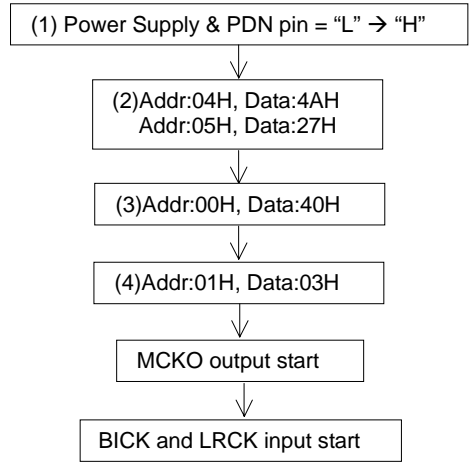 (1) Power Supply & PDN pin = “L” → “H”
(2)Addr:04H, Data:4AH
Addr:05H, Data:27H
(3)Addr:00H, Data:40H
(4)Addr:01H, Data:03H
MCKO output start
BICK and LRCK input start